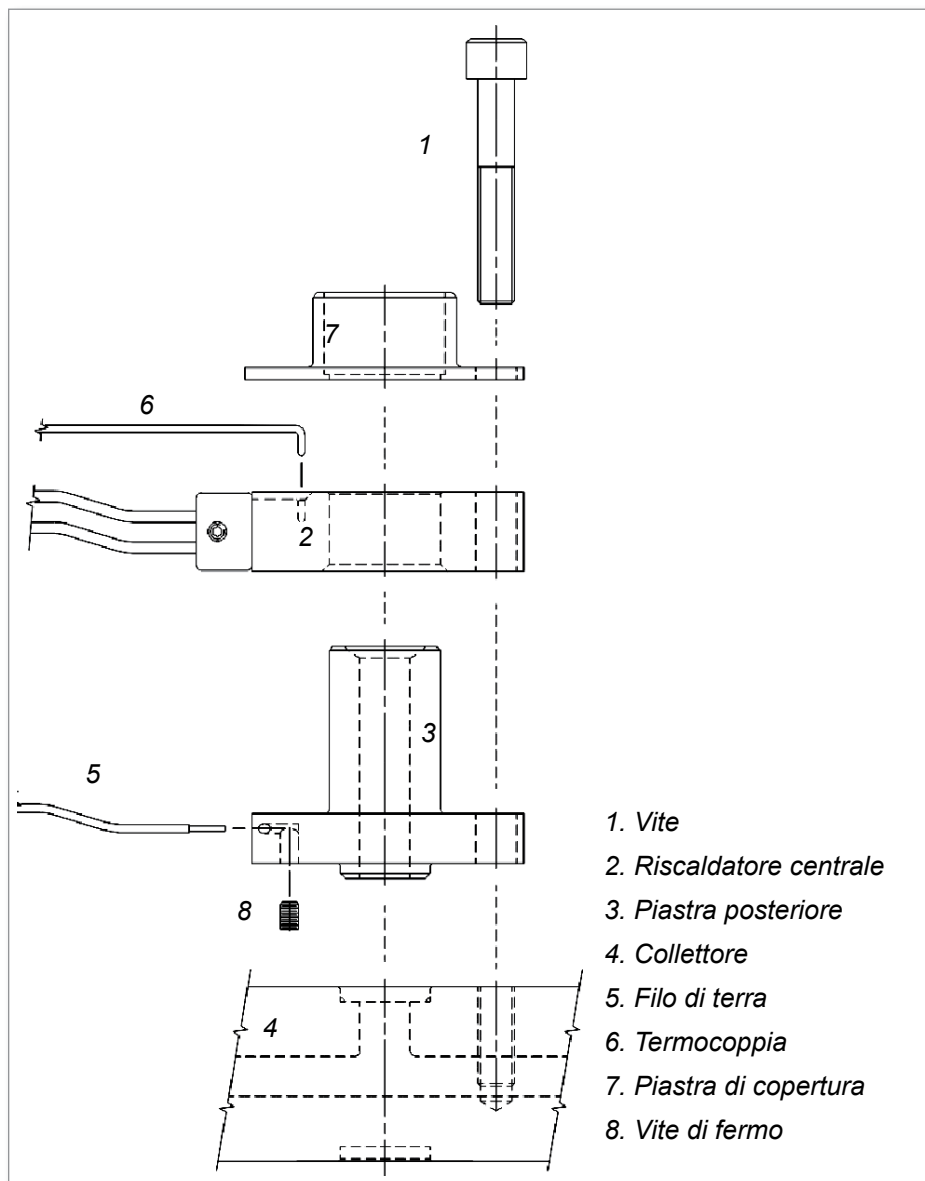 1
7
6
2
3
5
8
4
1. Vite
2. Riscaldatore centrale
3. Piastra posteriore
4. Collettore
5. Filo di terra
6. Termocoppia
7. Piastra di copertura
8. Vite di fermo